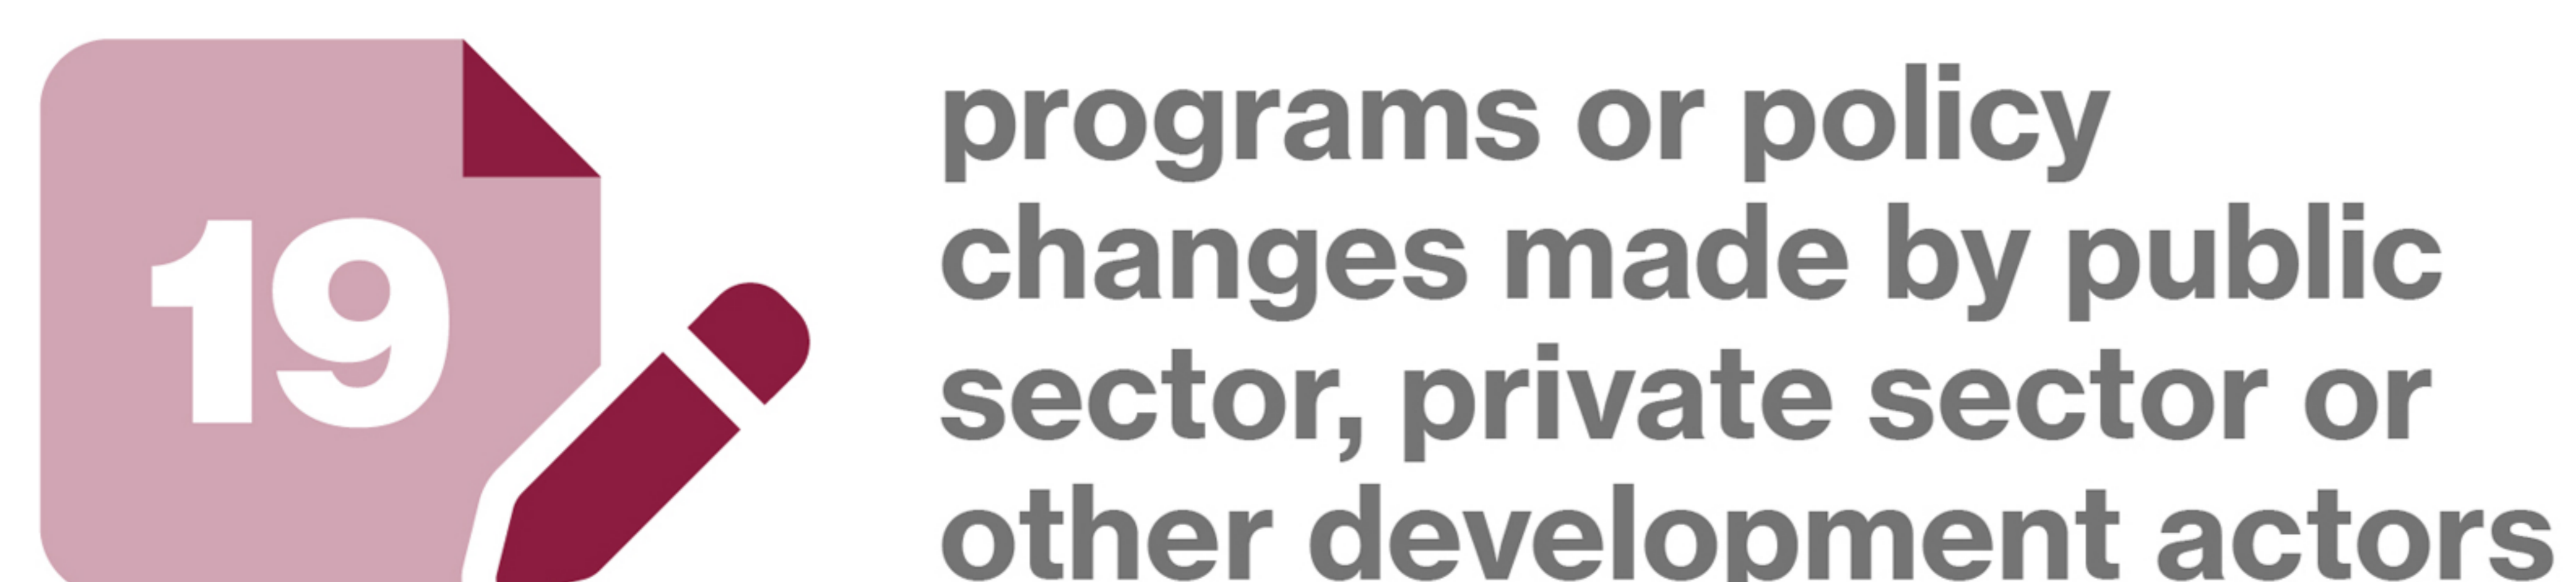 19
programs or policy
changes made by public
sector, private sector or
other development actors